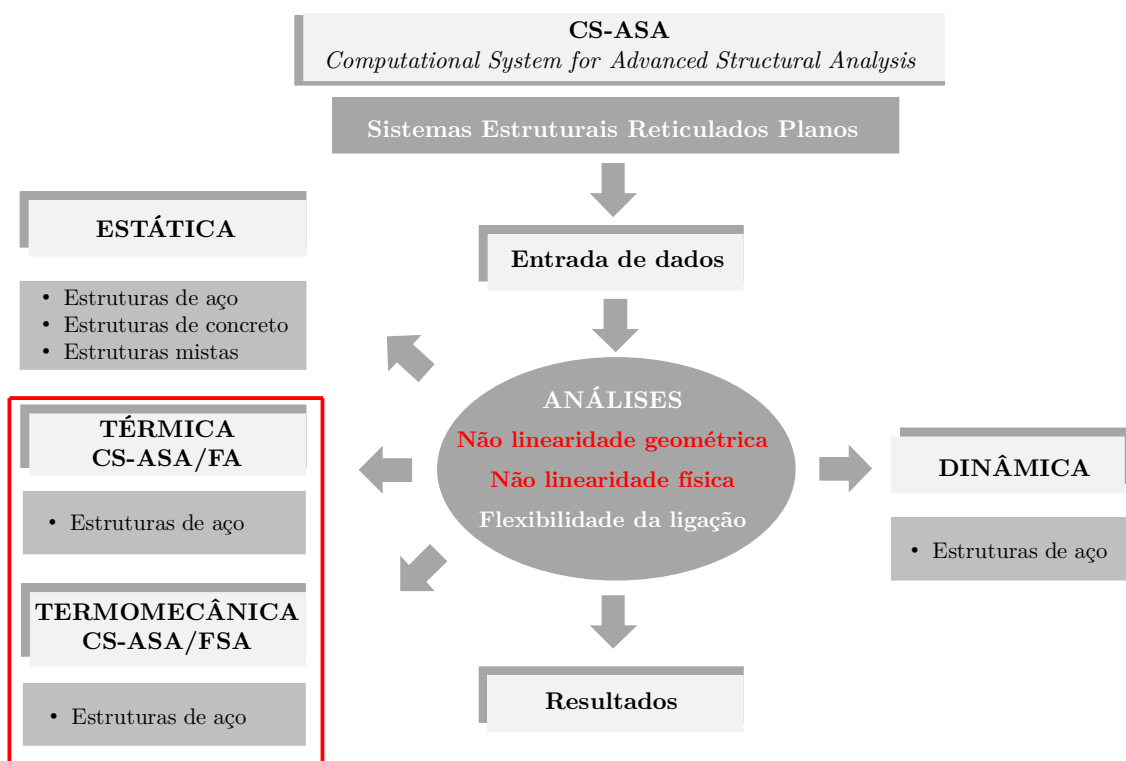 CS-ASA
Computational System for Advanced Structural Analysis
Sistemas Estruturais Reticulados Planos
Entrada de dados
ESTÁTICA
• Estruturas de aço
• Estruturas de concreto
• Estruturas mistas
TÉRMICA
CS-ASA/FA
• Estruturas de aço
TERMOMECÂNICA
CS-ASA/FSA
• Estruturas de aço
ANÁLISES
Não linearidade geométrica
Não linearidade física
Flexibilidade da ligação
DINÂMICA
• Estruturas de aço
Resultados